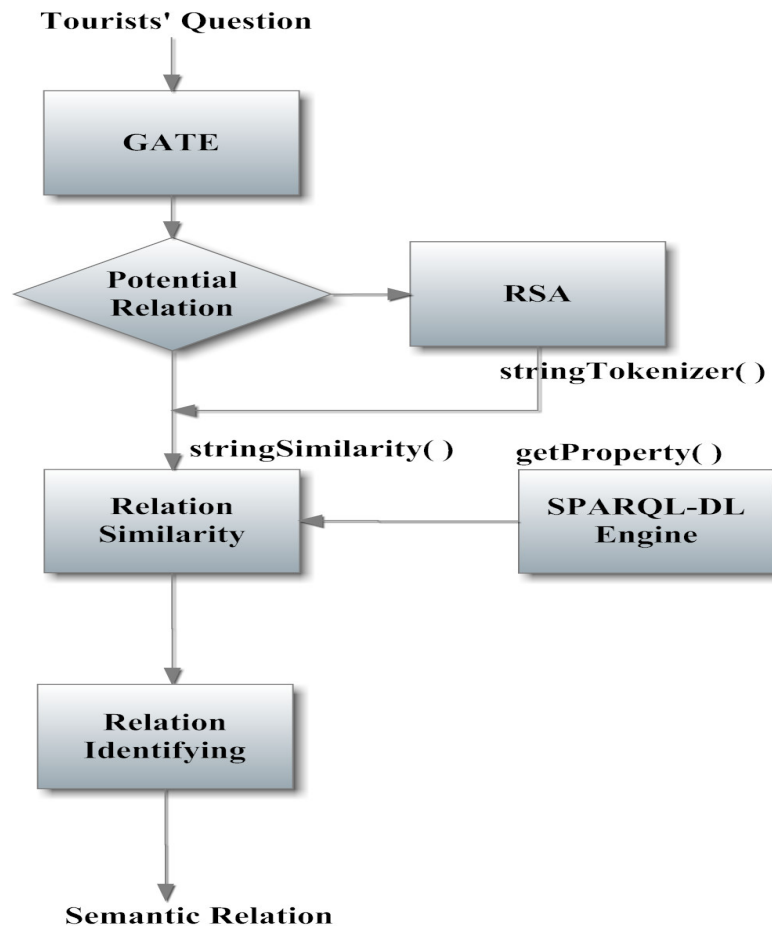 Tourists' Question
GATE
Potential
Relation
RSA
stringTokenizer( )
stringSimilarity( )
getProperty( )
Relation
Similarity
SPARQL-DL
Engine
Relation
Identifying
Semantic Relation